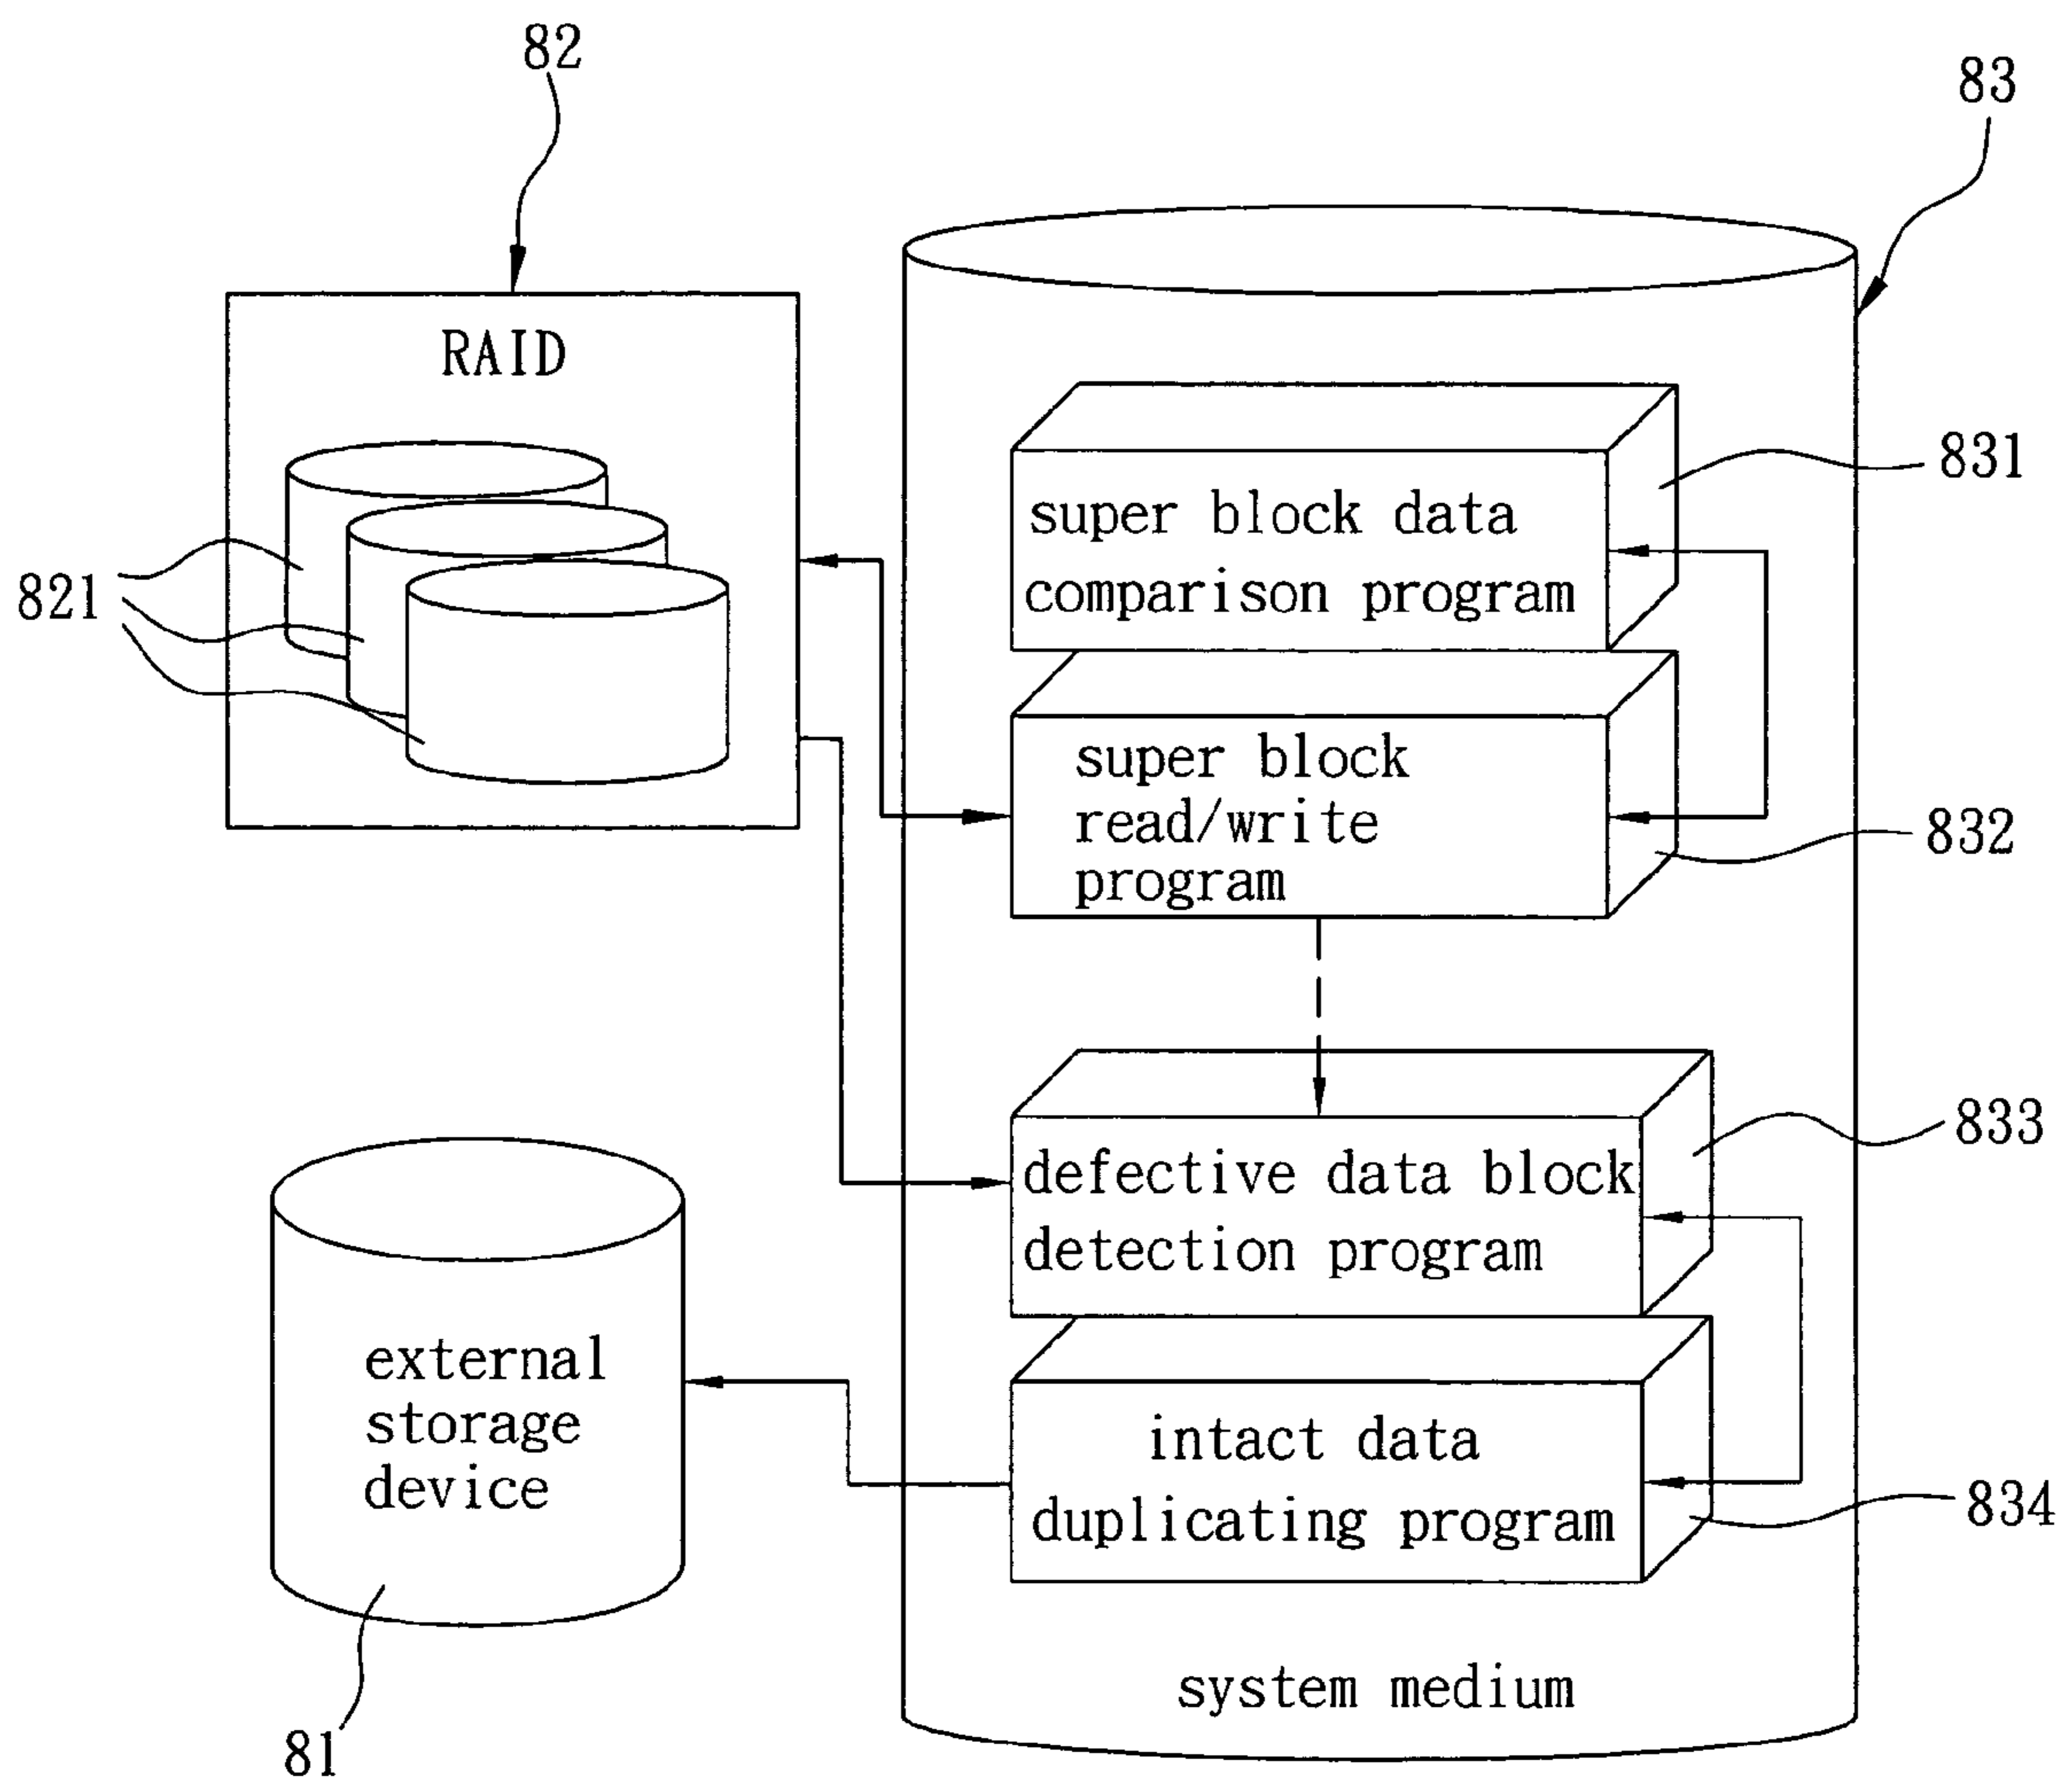 82
83
RAID
super block data
comparison program
831
821
super block
read/write
program
832
defective data block
detection program
833
external
storage
device
intact data
duplicating program
834
system medium
81